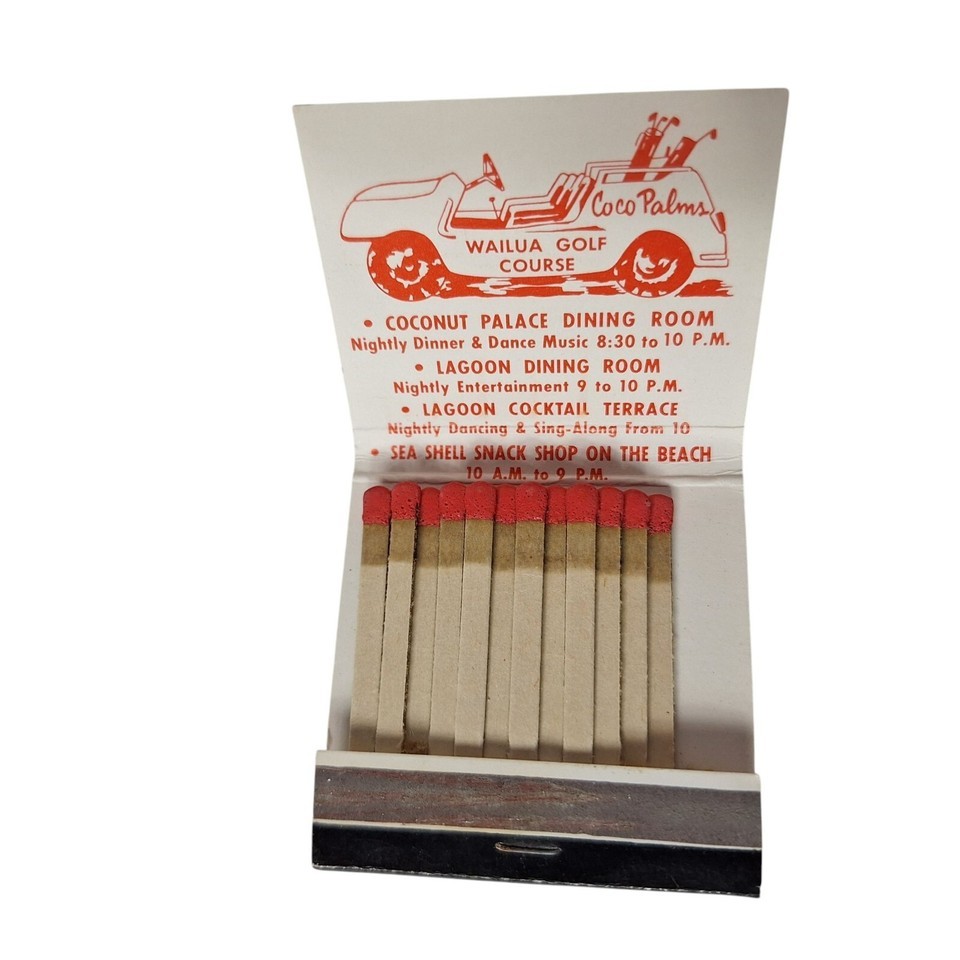 Coco Palms
WAILUA GOLF
COURSE
• COCONUT PALACE DINING ROOM
Nightly Dinner & Dance Music 8:30 to 10 P.M.
• LAGOON DINING ROOM
Nightly Entertainment 9 to 10 P.M.
• LAGOON COCKTAIL TERRACE
Nightly Dancing & Sing-Along From 10
• SEA SHELL SNACK SHOP ON THE BEACH
10 A.M. to 9 P.M.